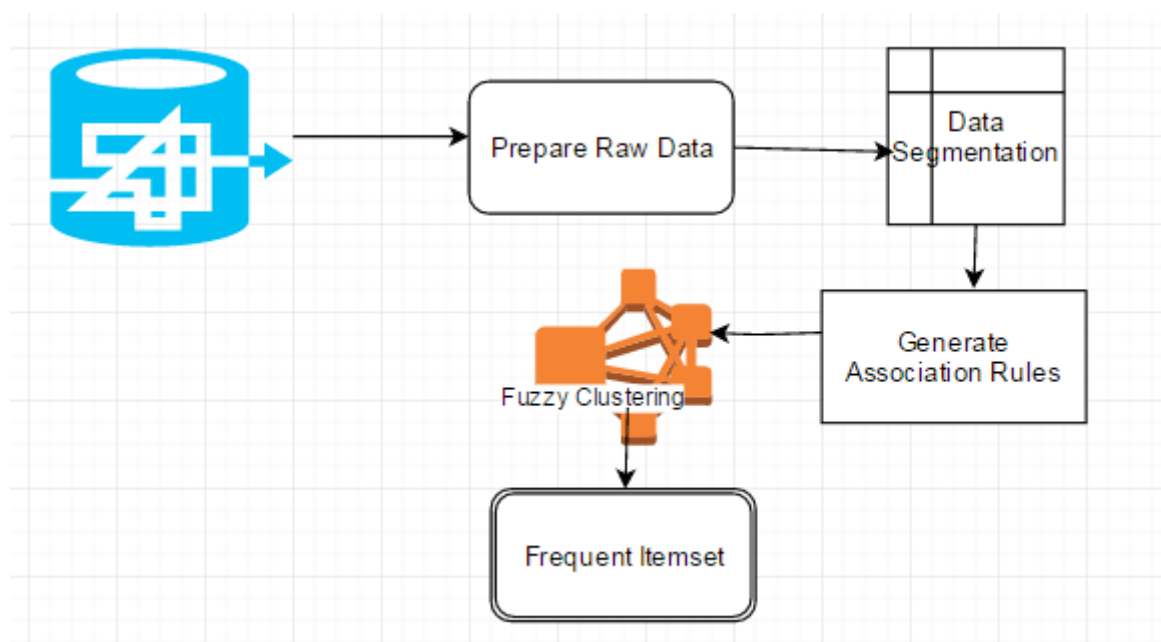 Prepare Raw Data
Data
Segmentation
Generate
Association Rules
Fuzzy Clustering
Frequent Itemset